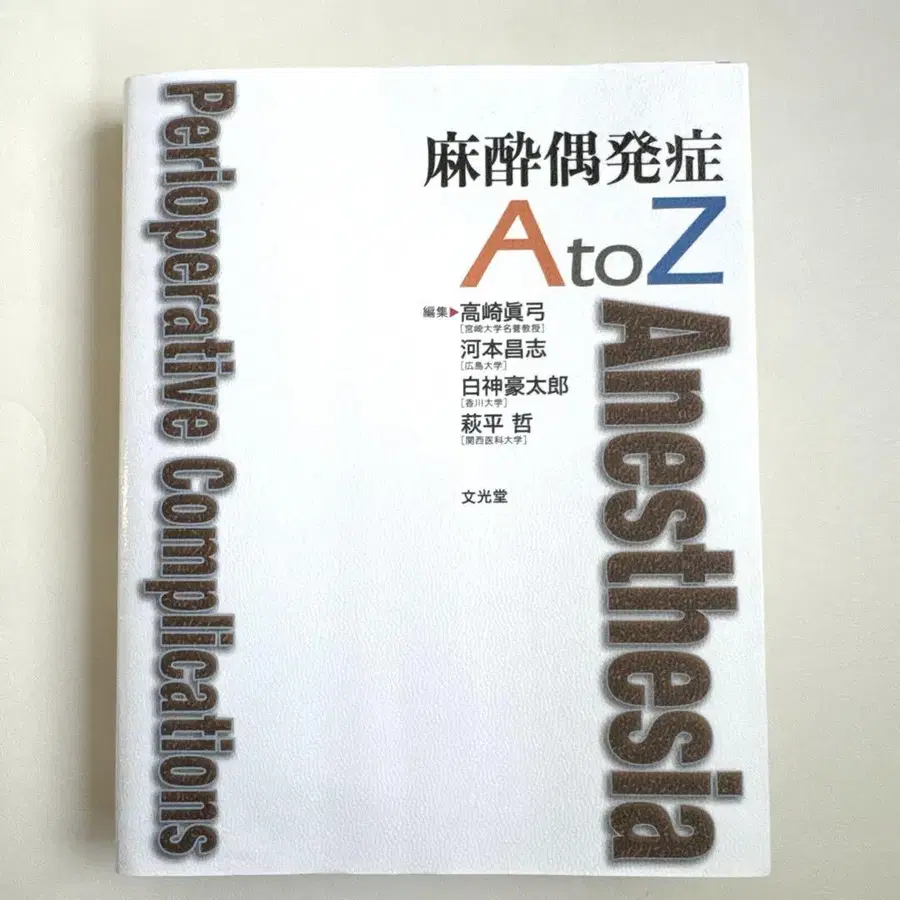 Perioperative Complications
麻酔偶発症
A to Z
編集▶高崎眞弓
[宮崎大学名誉教授]
河本昌志
[広島大学]
白神豪太郎
[香川大学]
萩平 哲
[関西医科大学]
文光堂
Anesthesia